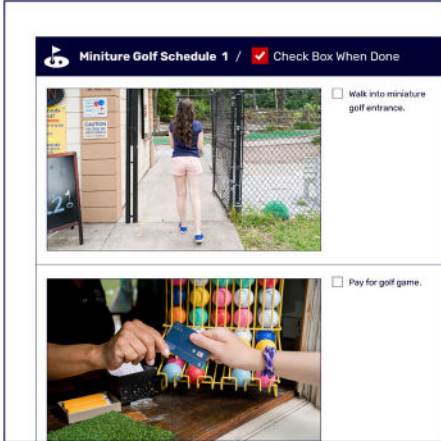 Miniture Golf Schedule 1 / Check Box When Done
Walk into miniature
golf entrance.
CAUTION
Pay for golf game.